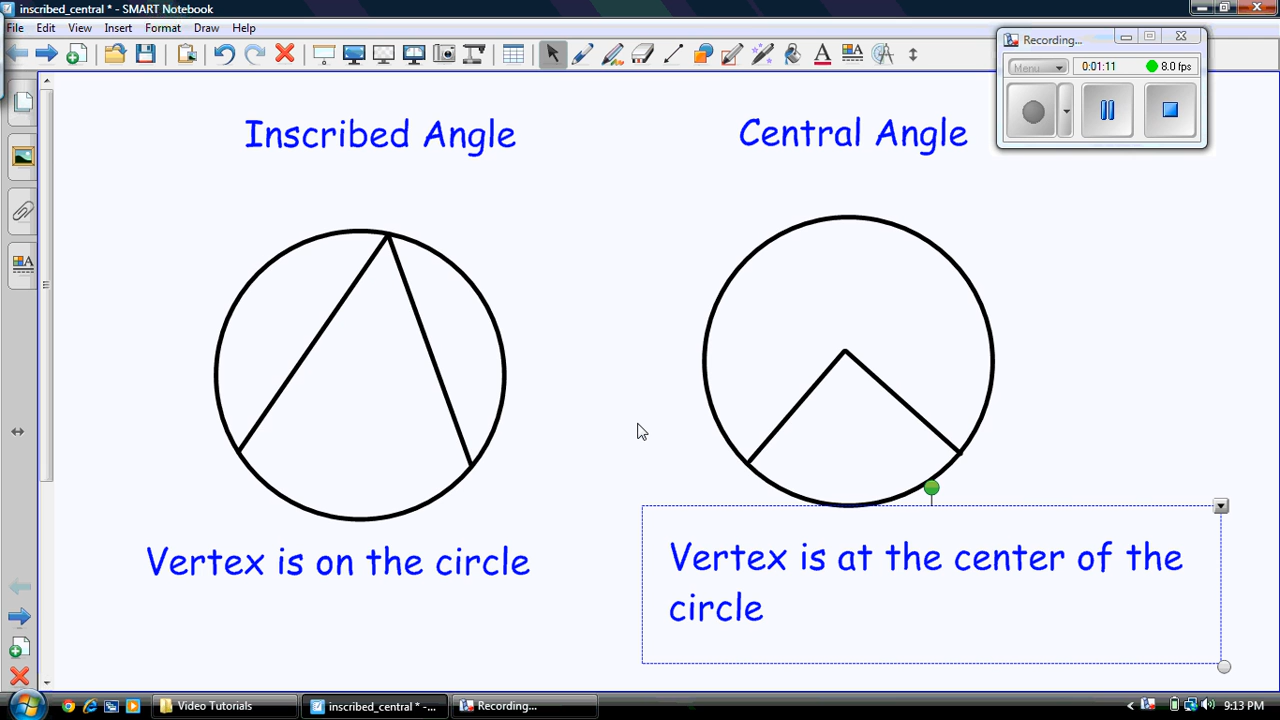 inscribed_central * - SMART Notebook
File Edit View Insert Format Draw Help
Recording...
Menu 0:01:11 8.0 fps
Inscribed Angle
Central Angle
Vertex is on the circle
Vertex is at the center of the
circle
Video Tutorials inscribed_central * -... Recording... 9:13 PM